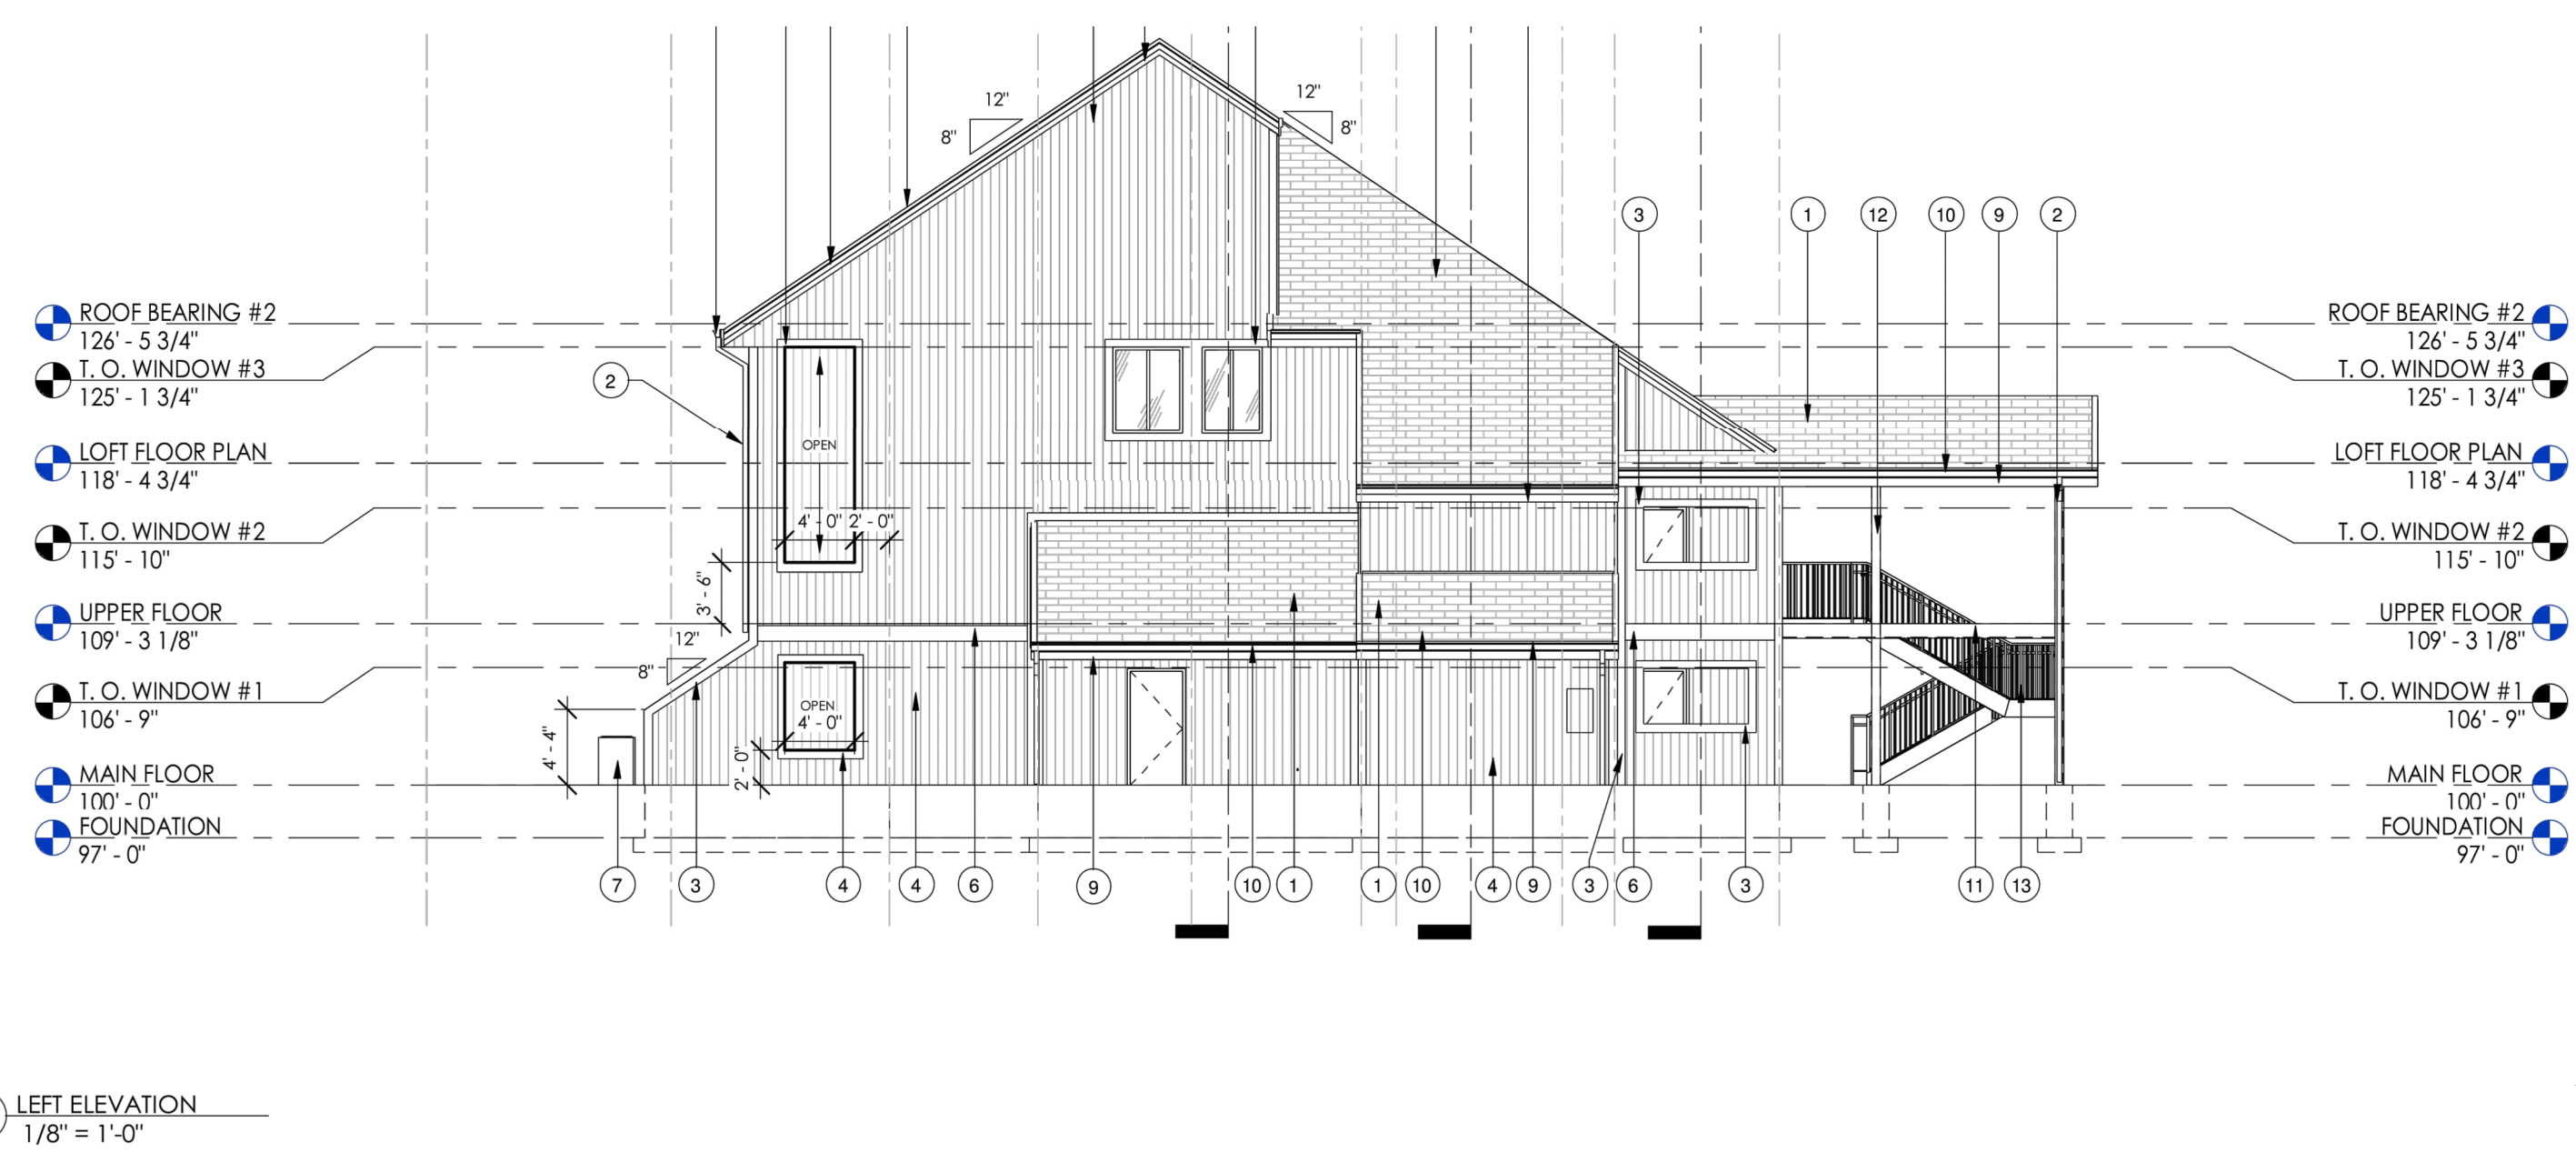 12"
8"
12"
8"
3
1
12
10
9
2
ROOF BEARING #2
126' - 5 3/4"
T. O. WINDOW #3
125' - 1 3/4"
LOFT FLOOR PLAN
118' - 4 3/4"
T. O. WINDOW #2
115' - 10"
UPPER FLOOR
109' - 3 1/8"
T. O. WINDOW #1
106' - 9"
MAIN FLOOR
100' - 0"
FOUNDATION
97' - 0"
2
OPEN
4' - 0" 2' - 0"
3' - 6"
12"
8"
OPEN
4' - 0"
4' - 4"
2' - 0"
ROOF BEARING #2
126' - 5 3/4"
T. O. WINDOW #3
125' - 1 3/4"
LOFT FLOOR PLAN
118' - 4 3/4"
T. O. WINDOW #2
115' - 10"
UPPER FLOOR
109' - 3 1/8"
T. O. WINDOW #1
106' - 9"
MAIN FLOOR
100' - 0"
FOUNDATION
97' - 0"
7
3
4
4
6
9
10
1
1
10
4
9
3
6
3
11
13
LEFT ELEVATION
1/8" = 1'-0"